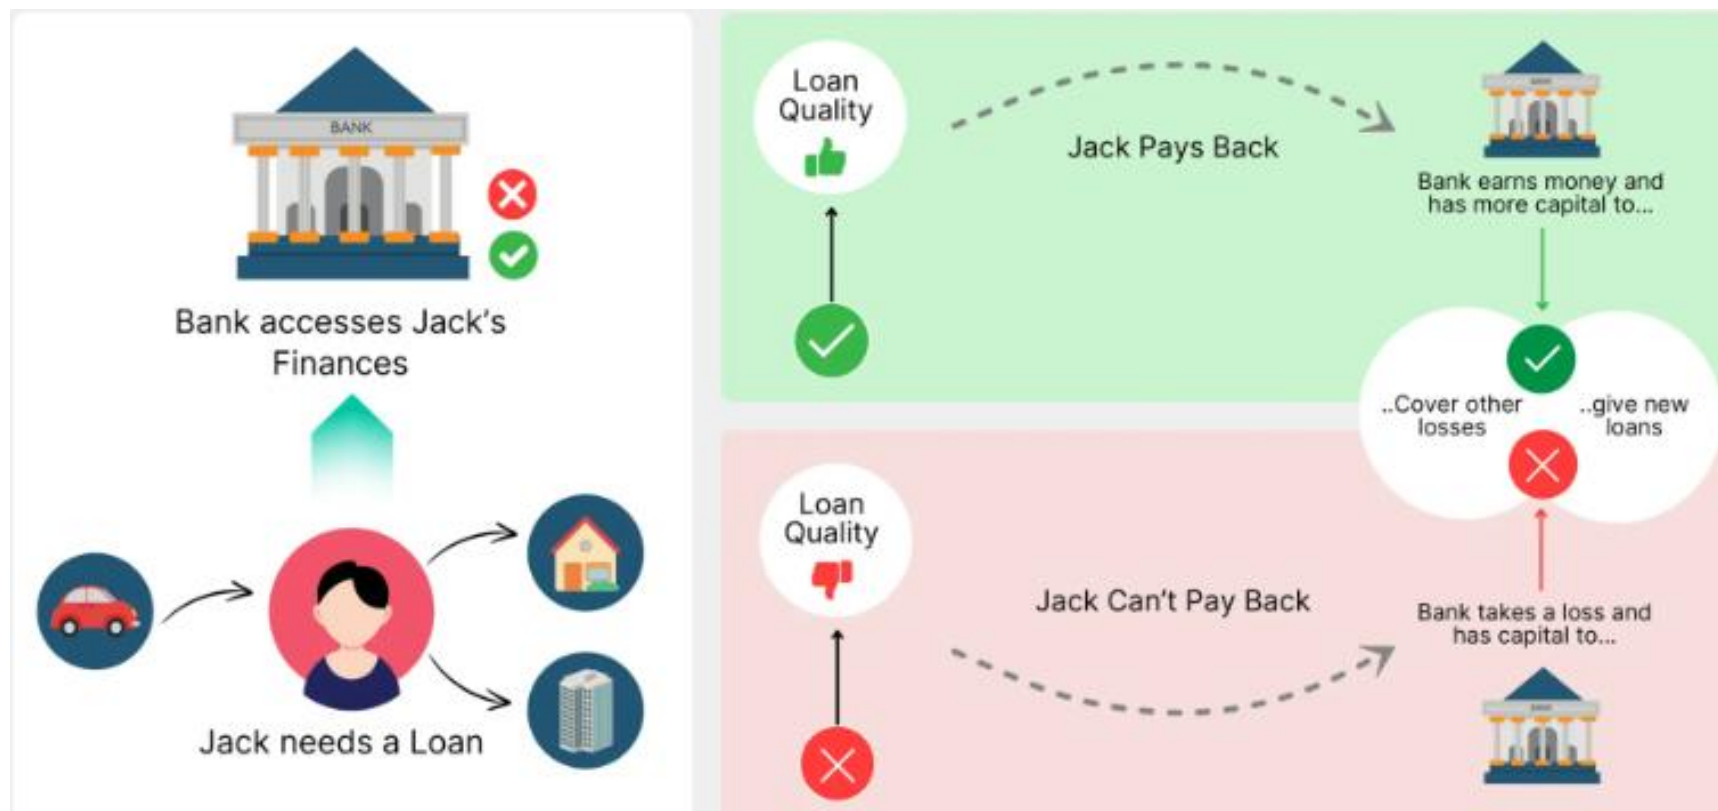 BANK
Bank accesses Jack's
Finances
Jack needs a Loan
Loan
Quality
Jack Pays Back
BANK
Bank earns money and
has more capital to...
..Cover other
losses
..give new
loans
Loan
Quality
Jack Can't Pay Back
Bank takes a loss and
has capital to...
BANK